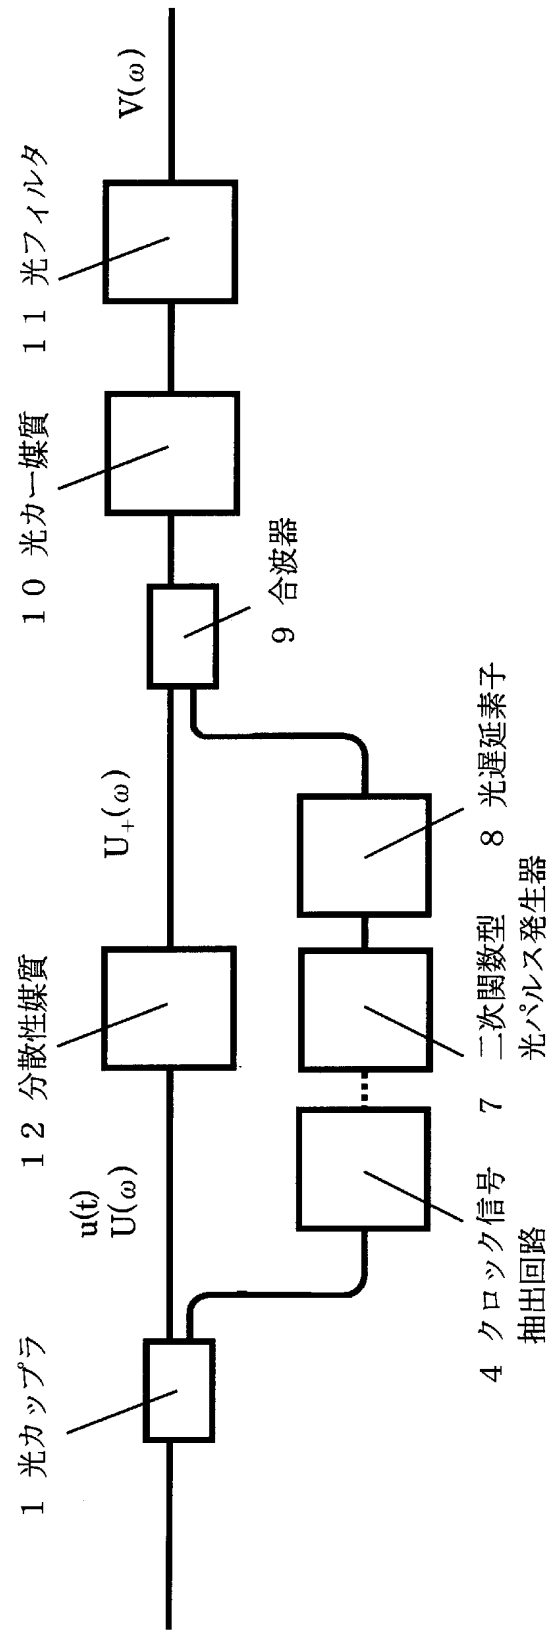 1 光カップラ
u(t)
U(ω)
12 分散性媒質
U₊(ω)
10 光カー媒質
11 光フィルタ
V(ω)
4 クロック信号
抽出回路
7 二次関数型
光パルス発生器
8 光遅延素子
9 合波器